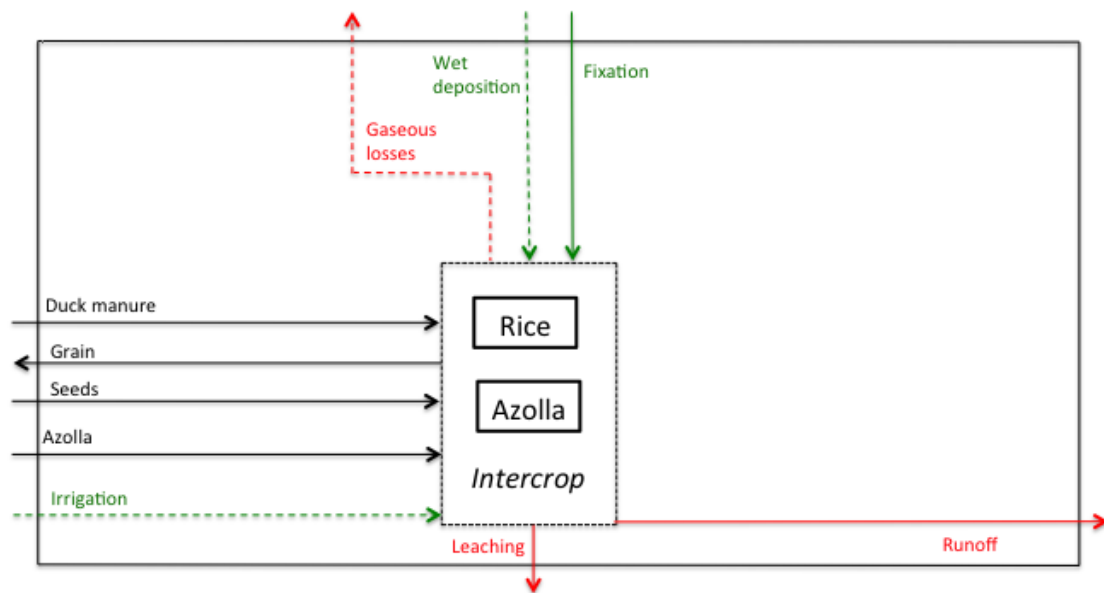 Wet
deposition
Fixation
Gaseous
losses
Duck manure
Rice
Grain
Seeds
Azolla
Azolla
Intercrop
Irrigation
Leaching
Runoff